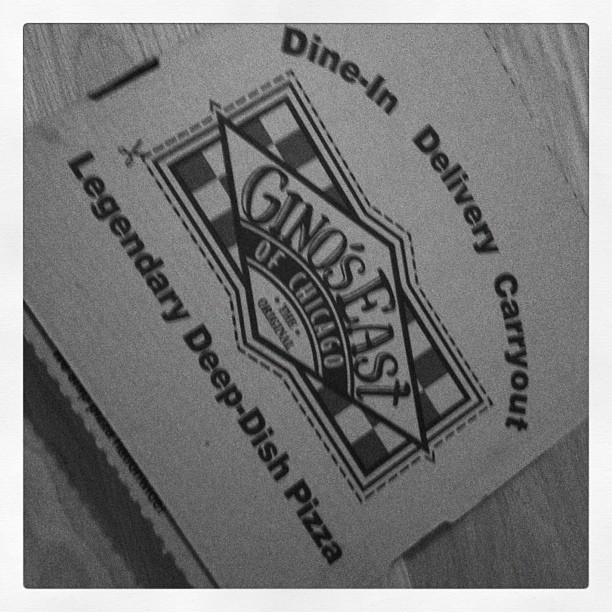 Dine-In Delivery Carryout
GINO'S EAST
OF CHICAGO
• THE •
ORIGINAL
Legendary Deep-Dish Pizza